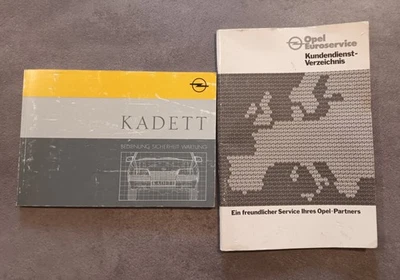 KADETT
BEDIENUNG SICHERHEIT WARTUNG
Opel
Euroservice
Kundendienst-
Verzeichnis
Ein freundlicher Service Ihres Opel-Partners